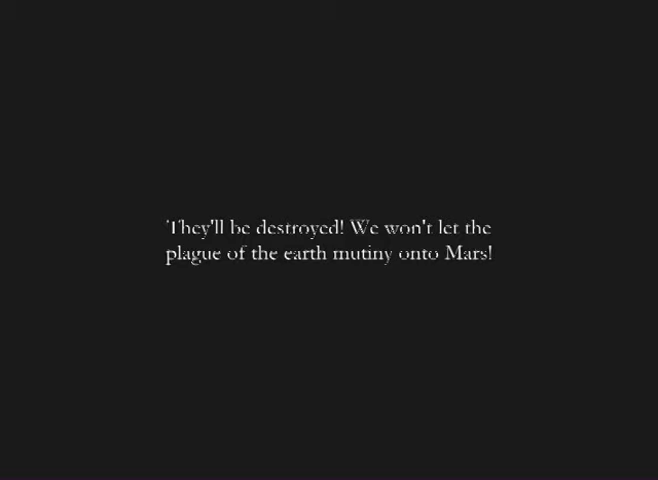 They'll be destroyed! We won't let the
plague of the earth mutiny onto Mars!